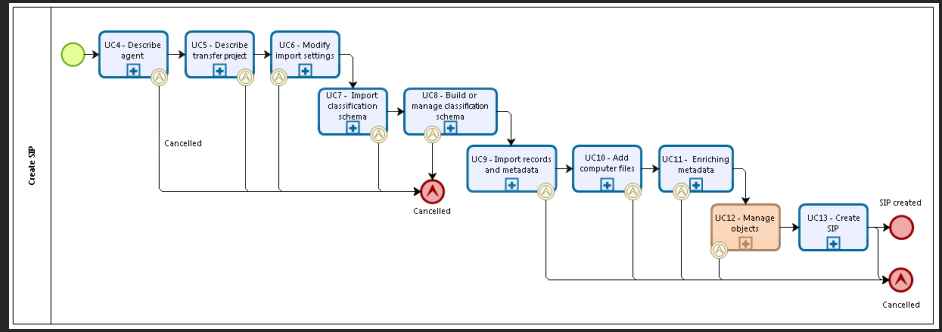 Create SIP
UC4 - Describe
agent
UC5 - Describe
transfer project
UC6 - Modify
import settings
UC7 - Import
classification
schema
UC8 - Build or
manage classification
schema
Cancelled
Cancelled
UC9 - Import records
and metadata
UC10 - Add
computer files
UC11 - Enriching
metadata
UC12 - Manage
objects
UC13 - Create
SIP
SIP created
Cancelled